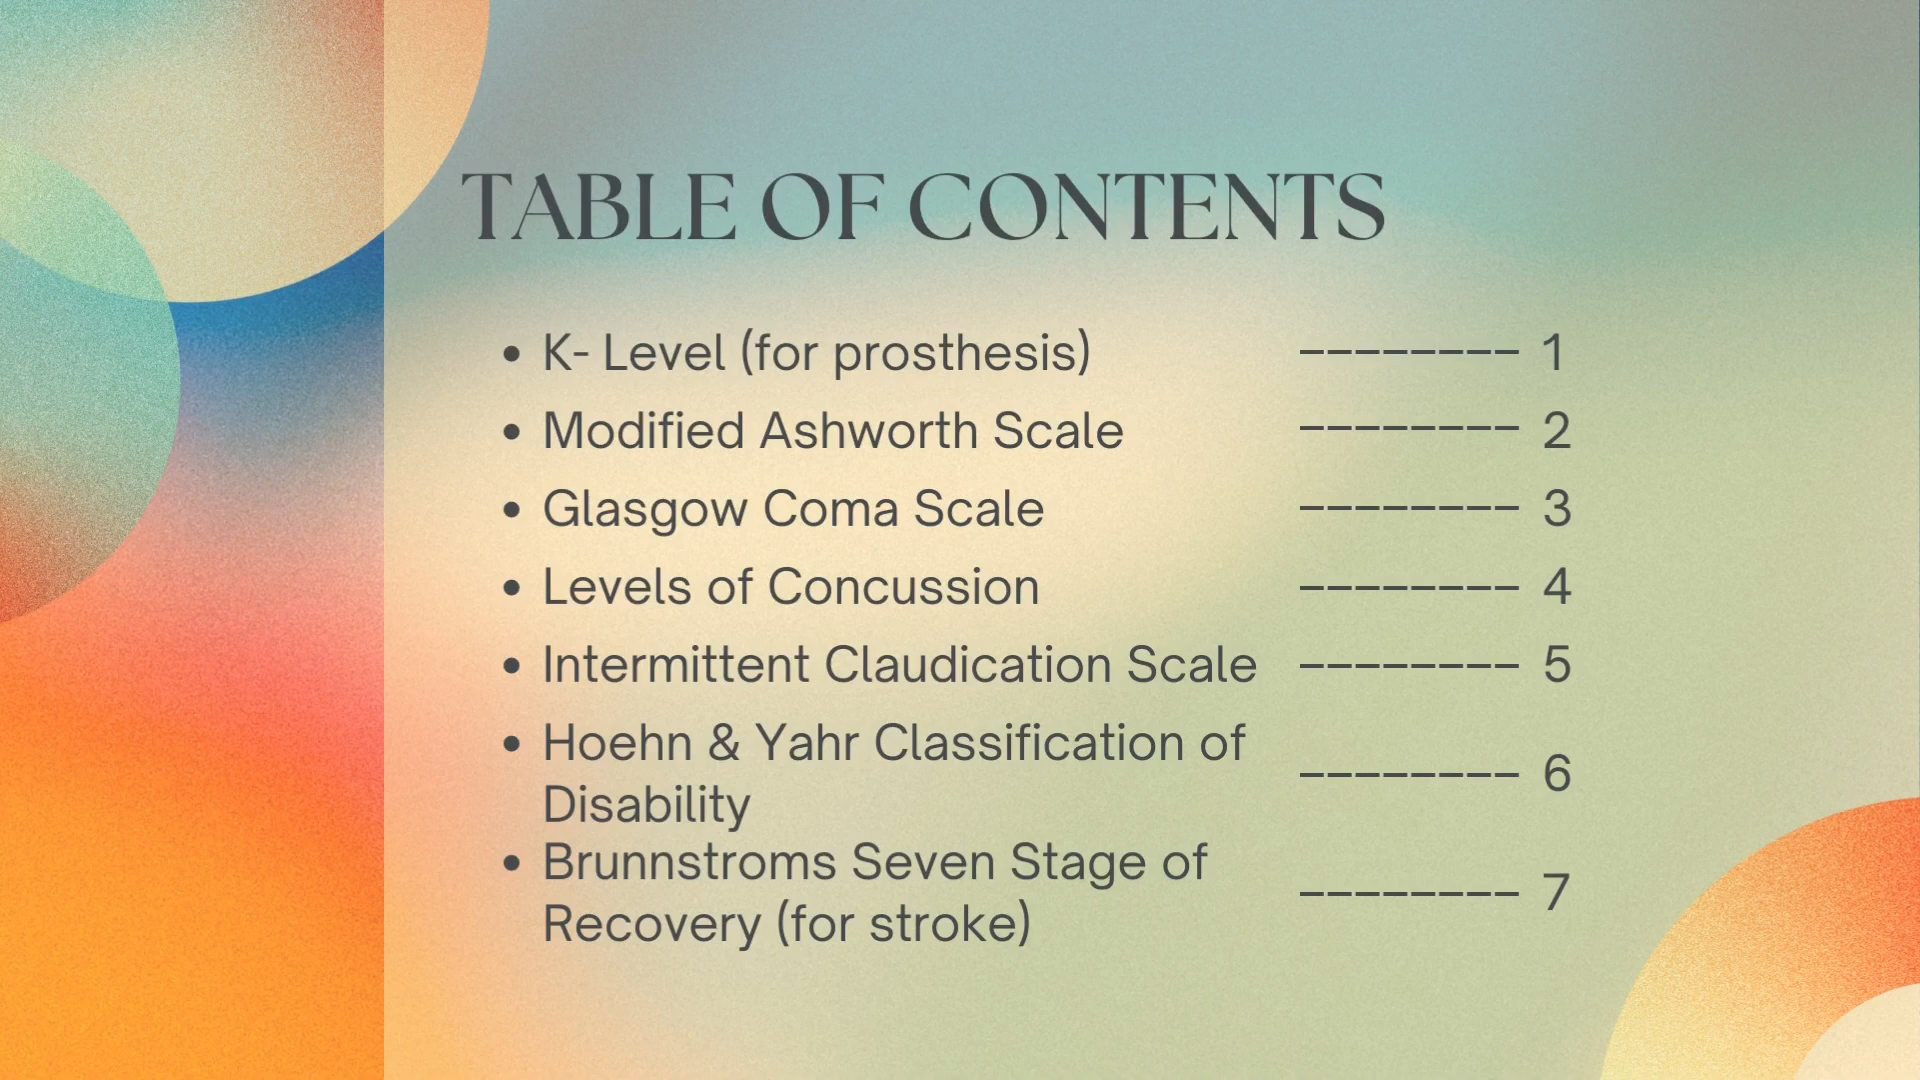 TABLE OF CONTENTS
• K- Level (for prosthesis) –––––––– 1
• Modified Ashworth Scale –––––––– 2
• Glasgow Coma Scale –––––––– 3
• Levels of Concussion –––––––– 4
• Intermittent Claudication Scale –––––––– 5
• Hoehn & Yahr Classification of
Disability –––––––– 6
• Brunnstroms Seven Stage of
Recovery (for stroke) –––––––– 7